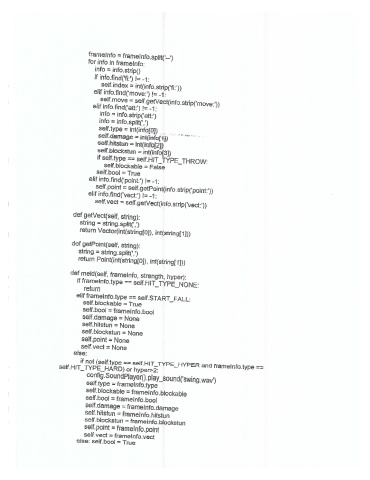 frameinfo = frameinfo.split('--')
for info in frameinfo:
info = info.strip()
if info.find('fi:') != -1:
self.index = int(info.strip('fi:'))
elif info.find('move:') != -1:
self.move = self.getVect(info.strip('move:'))
elif info.find('att:') != -1:
info = info.strip('att:')
info = info.split(',')
self.type = int(info[0])
self.damage = int(info[1])
self.hitstun = int(info[2])
self.blockstun = int(info[3])
if self.type == self.HIT_TYPE_THROW:
self.blockable = False
self.bool = True
elif info.find('point:') != -1:
self.point = self.getPoint(info.strip('point:'))
elif info.find('vect:') != -1:
self.vect = self.getVect(info.strip('vect:'))
def getVect(self, string):
string = string.split(',')
return Vector(int(string[0]), int(string[1]))
def getPoint(self, string):
string = string.split(',')
return Point(int(string[0]), int(string[1]))
def meld(self, frameinfo, strength, hyper):
if frameinfo.type == self.HIT_TYPE_NONE:
return
elif frameinfo.type == self.START_FALL:
self.blockable = True
self.bool = frameinfo.bool
self.damage = None
self.hitstun = None
self.blockstun = None
self.point = None
self.vect = None
else:
if not (self.type == self.HIT_TYPE_HYPER and frameinfo.type ==
self.HIT_TYPE_HARD) or hyper>2:
config.SoundPlayer().play_sound('swing.wav')
self.type = frameinfo.type
self.blockable = frameinfo.blockable
self.bool = frameinfo.bool
self.damage = frameinfo.damage
self.hitstun = frameinfo.hitstun
self.blockstun = frameinfo.blockstun
self.point = frameinfo.point
self.vect = frameinfo.vect
else: self.bool = True